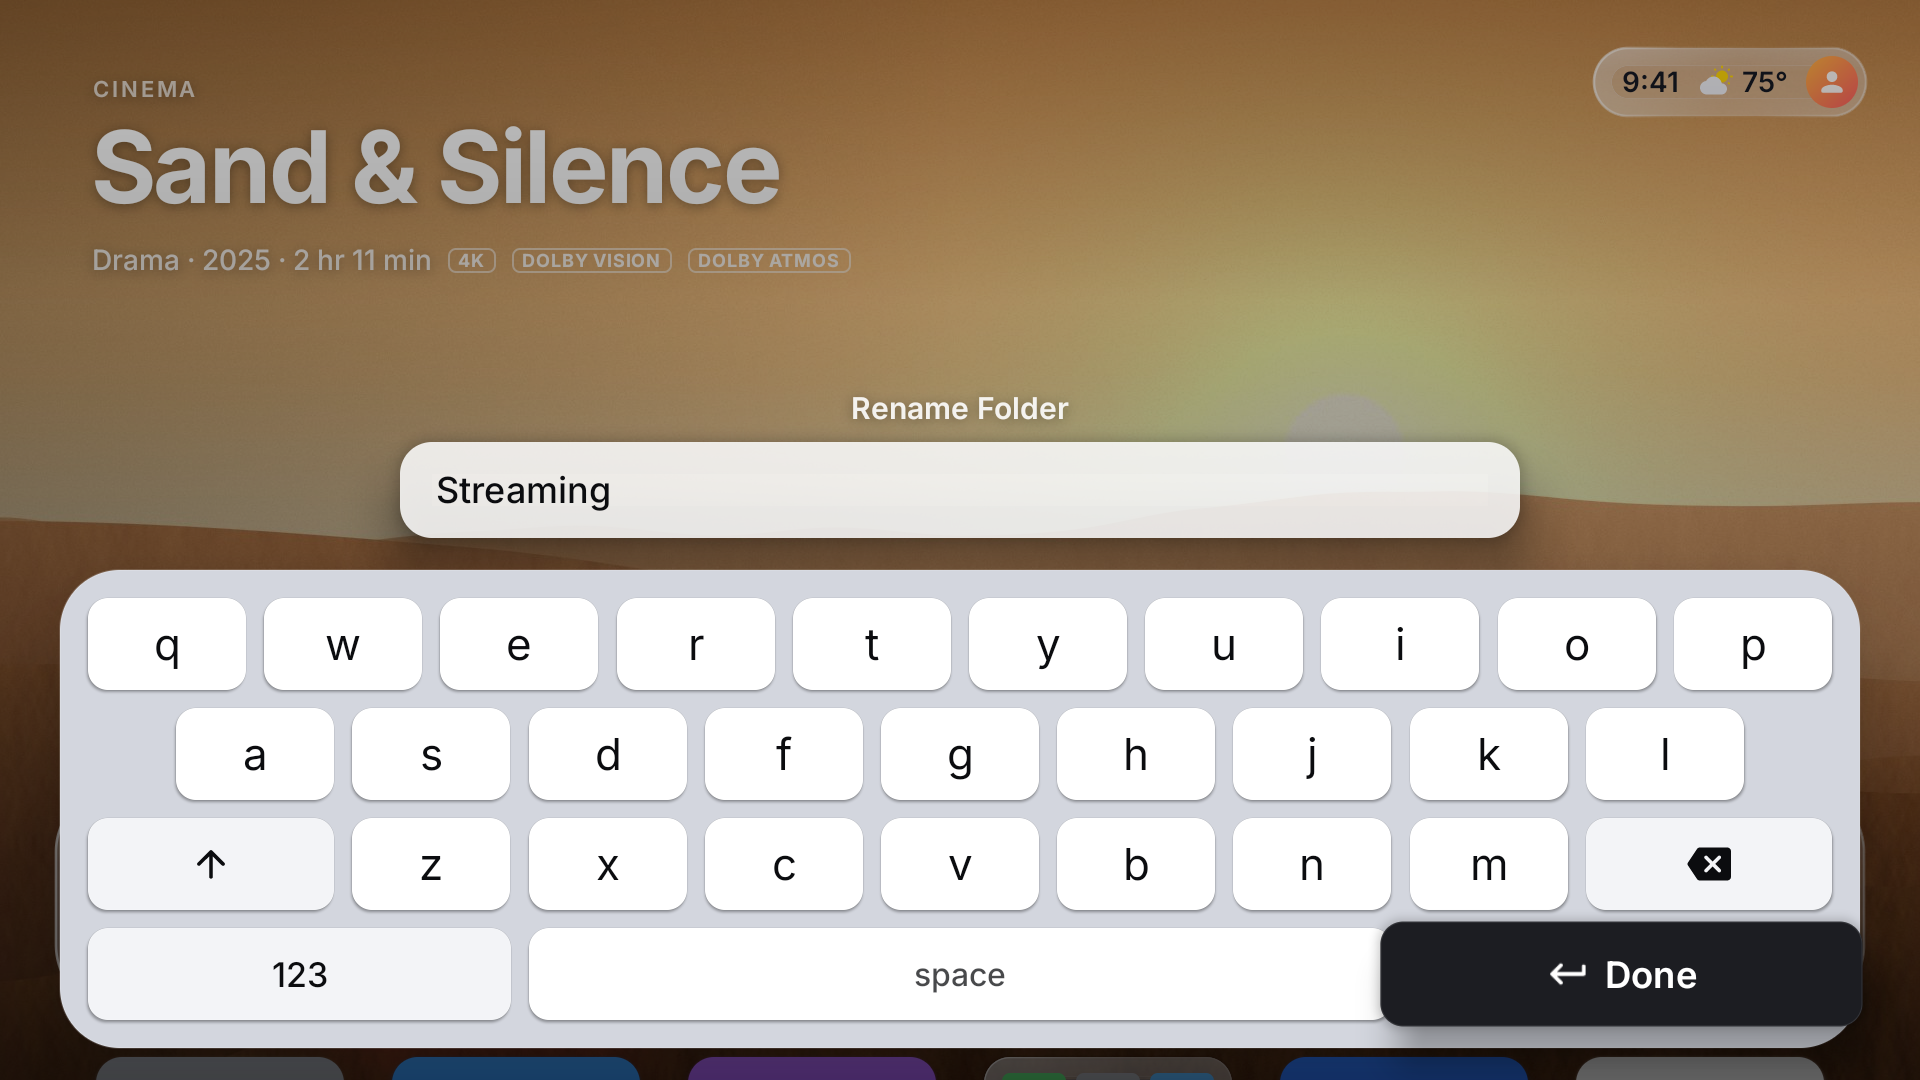 CINEMA
9:41 75°
Sand & Silence
Drama · 2025 · 2 hr 11 min 4K DOLBY VISION DOLBY ATMOS
Rename Folder
Streaming
q w e r t y u i o p
a s d f g h j k l
z x c v b n m
123 space Done